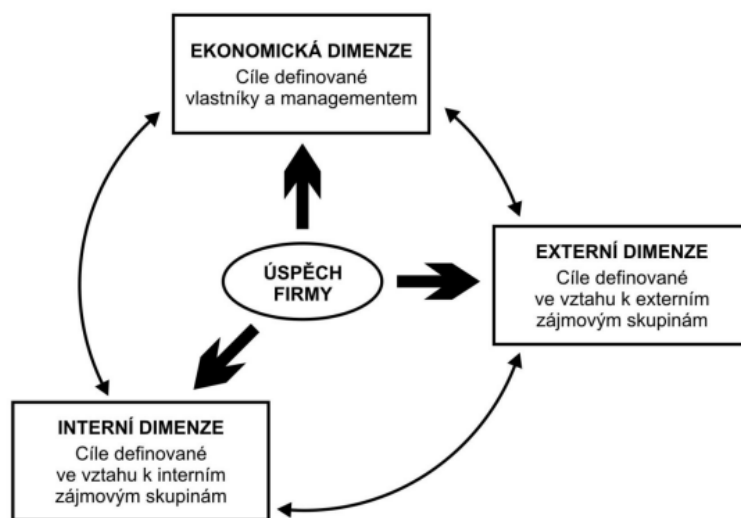 EKONOMICKÁ DIMENZE
Cíle definované
vlastníky a managementem
ÚSPĚCH
FIRMY
EXTERNÍ DIMENZE
Cíle definované
ve vztahu k externím
zájmovým skupinám
INTERNÍ DIMENZE
Cíle definované
ve vztahu k interním
zájmovým skupinám